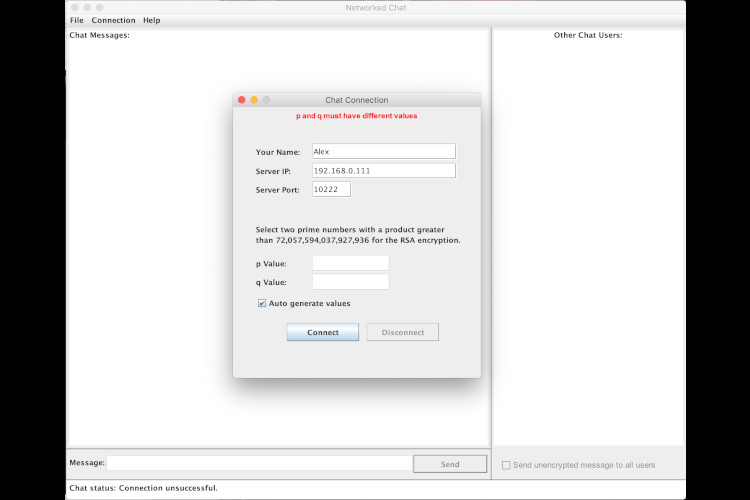 Networked Chat
File Connection Help
Chat Messages:
Other Chat Users:
Chat Connection
p and q must have different values
Your Name: Alex
Server IP: 192.168.0.111
Server Port: 10222
Select two prime numbers with a product greater
than 72,057,594,037,927,936 for the RSA encryption.
p Value:
q Value:
Auto generate values
Connect Disconnect
Message: Send
Send unencrypted message to all users
Chat status: Connection unsuccessful.